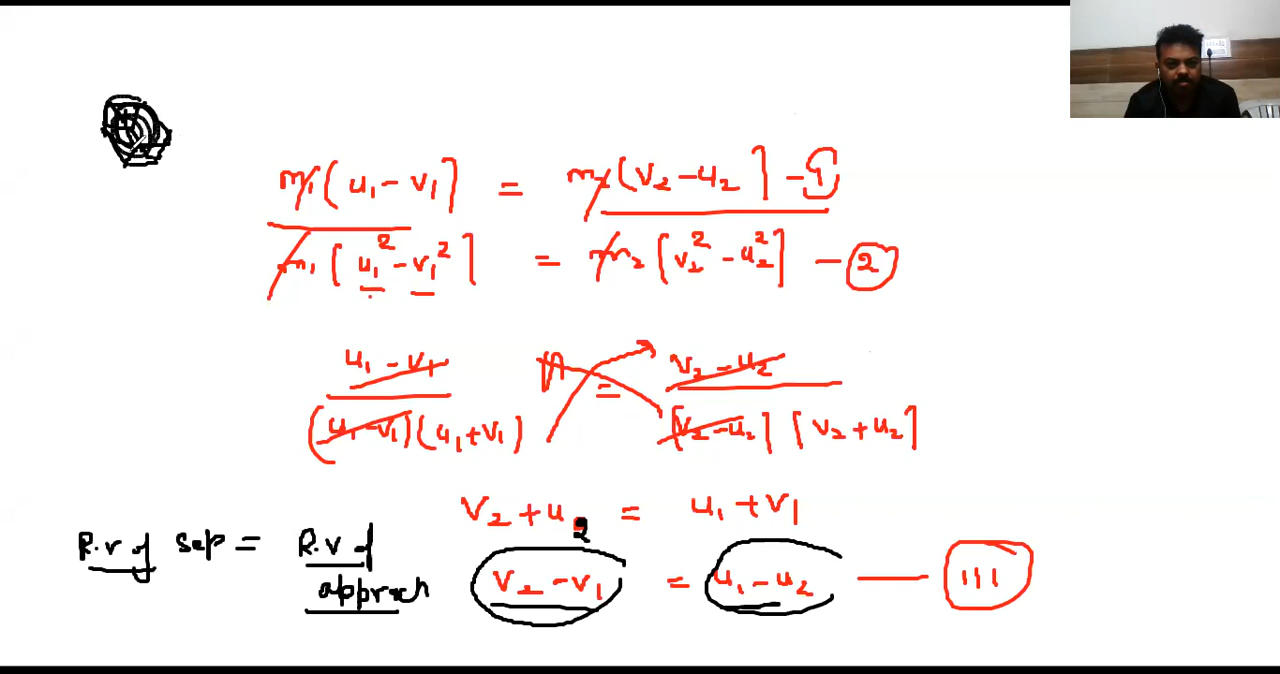 m₁(u₁ - v₁] = m₂(v₂ - u₂] - 1
m₁[u₁² - v₁²] = m₂[v₂² - u₂²] - 2
u₁ - v₁ = v₂ - u₂
(u₁ - v₁)(u₁ + v₁) [v₂ - u₂] [v₂ + u₂]
v₂ + u₂ = u₁ + v₁
R.v of sep = R.v of
approch v₂ - v₁ = u₁ - u₂ — III